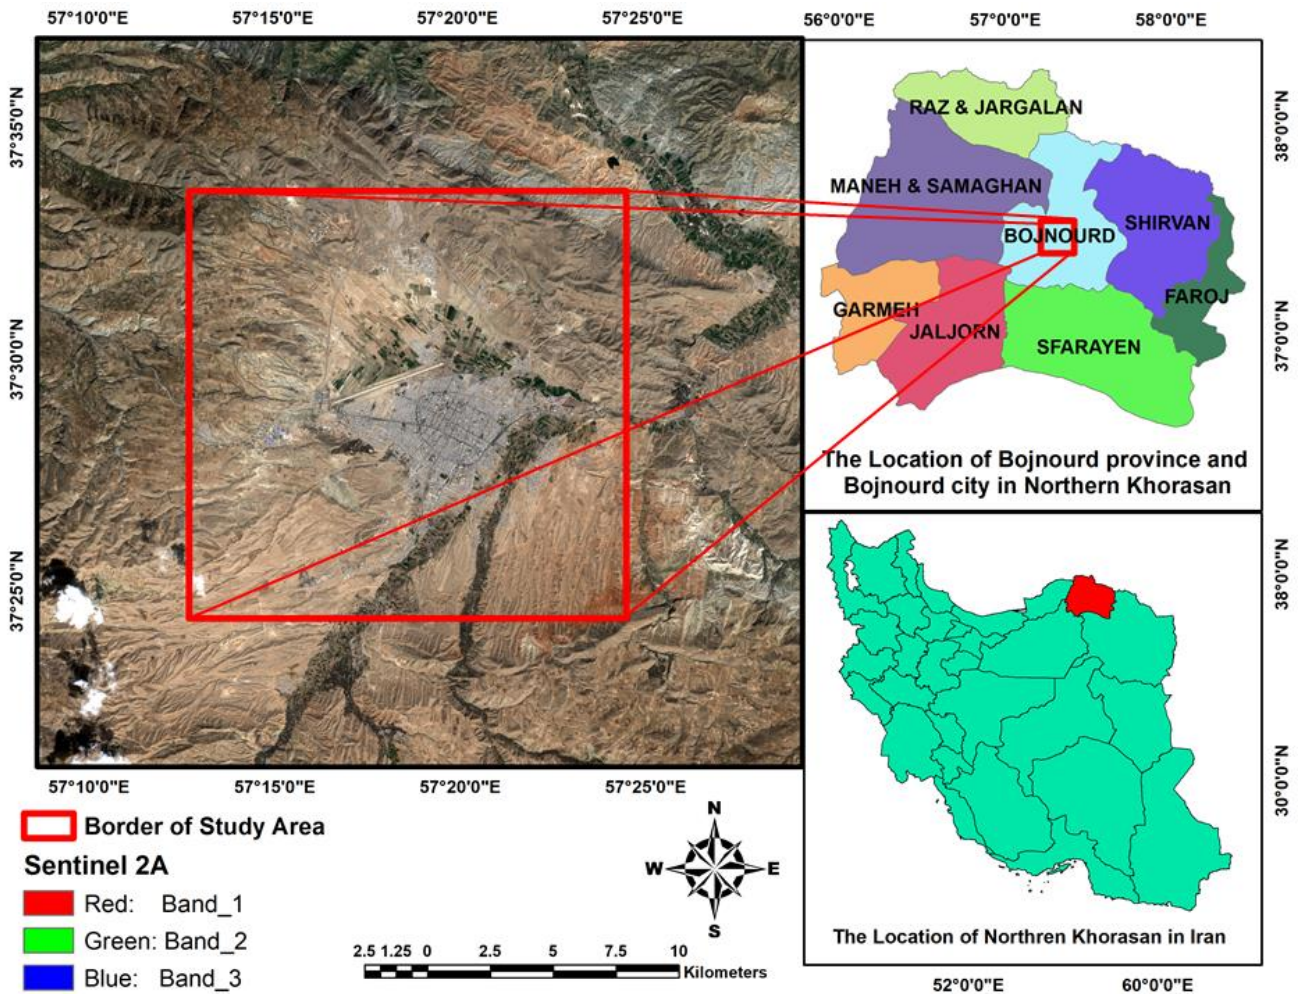 57°10'0"E 57°15'0"E 57°20'0"E 57°25'0"E
56°0'0"E 57°0'0"E 58°0'0"E
37°35'0"N
37°30'0"N
37°25'0"N
RAZ & JARGALAN
MANEH & SAMAGHAN
SHIRVAN
BOJNOURD
FAROJ
GARMEH
JALJORN
SFARAYEN
38°0'0"N
37°0'0"N
The Location of Bojnourd province and
Bojnourd city in Northern Khorasan
38°0'0"N
30°0'0"N
The Location of Northren Khorasan in Iran
52°0'0"E 60°0'0"E
57°10'0"E 57°15'0"E 57°20'0"E 57°25'0"E
Border of Study Area
Sentinel 2A
Red: Band_1
Green: Band_2
Blue: Band_3
N
W E
S
2.5 1.25 0 2.5 5 7.5 10
Kilometers